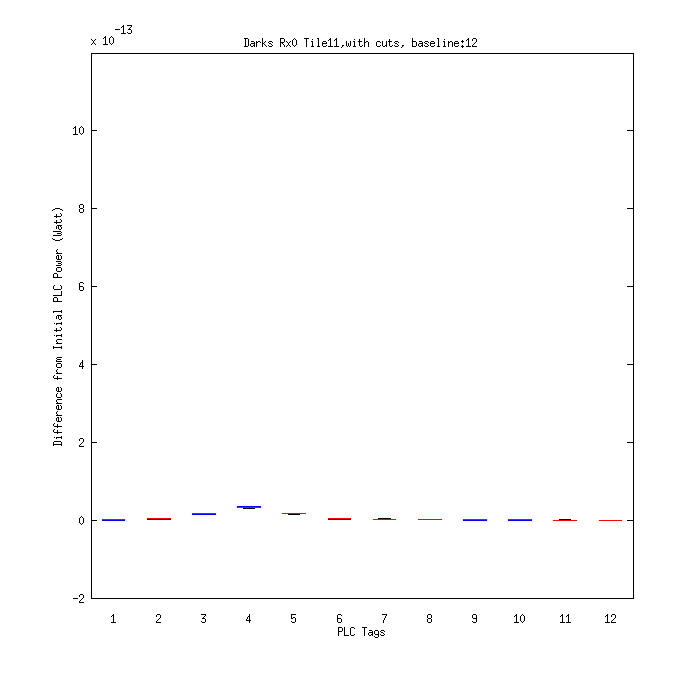 x 10-13
Darks Rx0 Tile11,with cuts, baseline:12
10
8
6
4
2
0
-2
Difference from Initial PLC Power (Watt)
1 2 3 4 5 6 7 8 9 10 11 12
PLC Tags